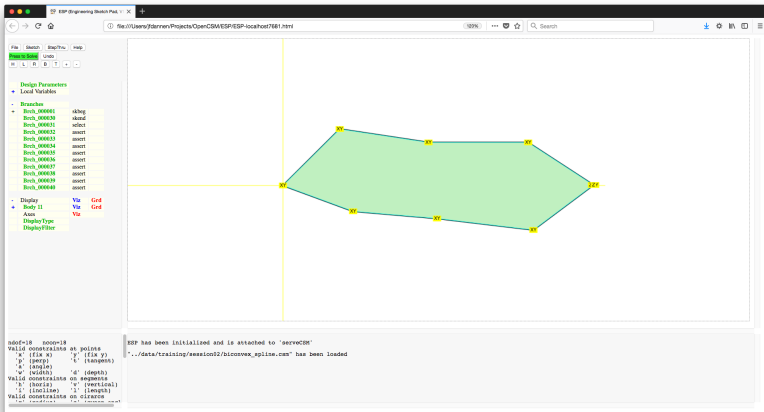 ESP (Engineering Sketch Pad, v1
file:///Users/jfdannen/Projects/OpenCSM/ESP/ESP-localhost7681.html
120%
Search
File Sketch StepThru Help
Press to Solve Undo
H L R B T + -
Design Parameters
+ Local Variables
- Branches
+ Brch_000001 skbeg
Brch_000030 skend
Brch_000031 select
Brch_000032 assert
Brch_000033 assert
Brch_000034 assert
Brch_000035 assert
Brch_000036 assert
Brch_000037 assert
Brch_000038 assert
Brch_000039 assert
Brch_000040 assert
- Display Viz Grd
+ Body 11 Viz Grd
Axes Viz
DisplayType
DisplayFilter
XY
XY
XY
XY
XY
XY
XY
XY
ndof=18 ncon=18
Valid constraints at points
'x' (fix x) 'y' (fix y)
'p' (perp) 't' (tangent)
'a' (angle)
'w' (width) 'd' (depth)
Valid constraints on segments
'h' (horiz) 'v' (vertical)
'i' (incline) 'l' (length)
Valid constraints on cirarcs
ESP has been initialized and is attached to 'serveCSM'
"../data/training/session02/biconvex_spline.csm" has been loaded